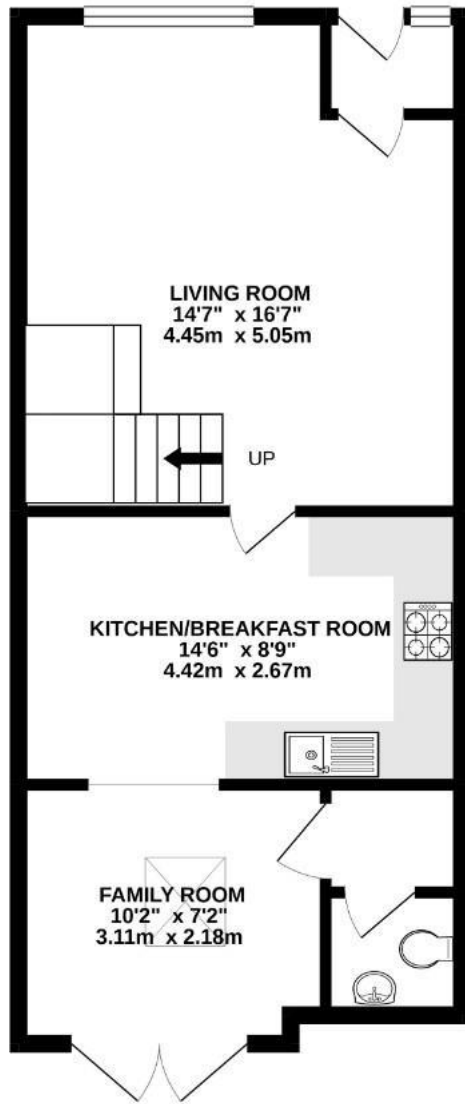 LIVING ROOM
14'7" x 16'7"
4.45m x 5.05m
UP
KITCHEN/BREAKFAST ROOM
14'6" x 8'9"
4.42m x 2.67m
FAMILY ROOM
10'2" x 7'2"
3.11m x 2.18m